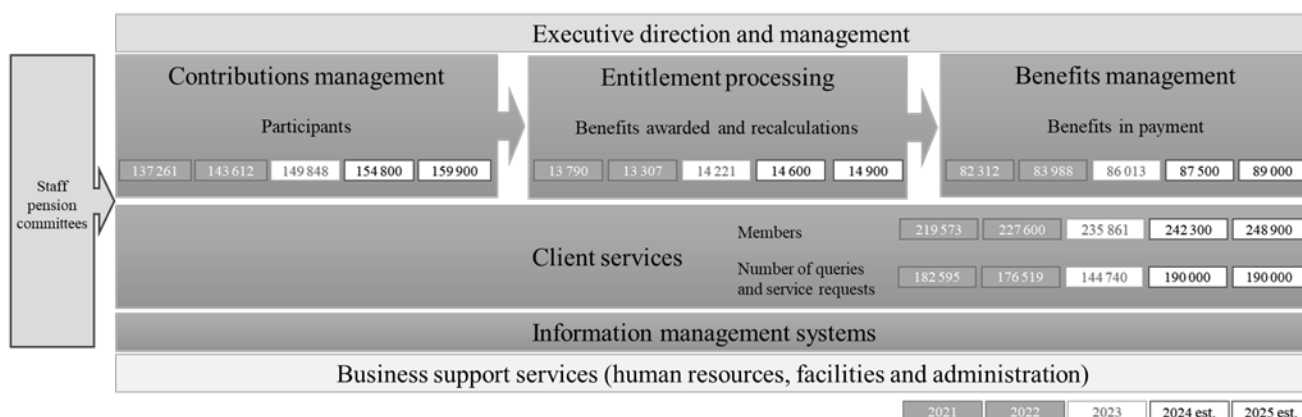 Executive direction and management
Staff
pension
committees
Contributions management
Participants
137 261 143 612 149 848 154 800 159 900
Entitlement processing
Benefits awarded and recalculations
13 790 13 307 14 221 14 600 14 900
Benefits management
Benefits in payment
82 312 83 988 86 013 87 500 89 000
Client services
Members
219 573 227 600 235 861 242 300 248 900
Number of queries
and service requests
182 595 176 519 144 740 190 000 190 000
Information management systems
Business support services (human resources, facilities and administration)
2021 2022 2023 2024 est. 2025 est.